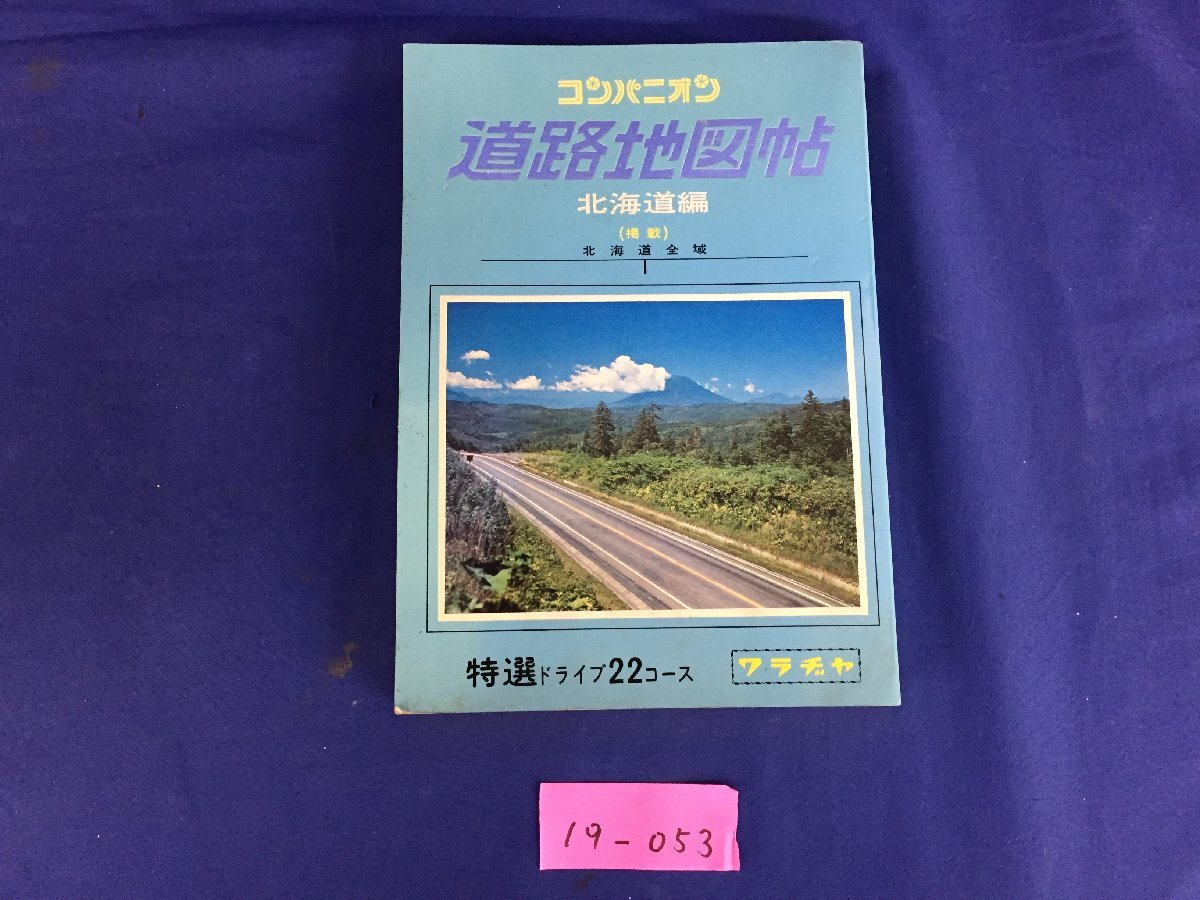 コンパニオン
道路地図帖
北海道編
(掲載)
北海道全域
特選ドライブ22コース
ワラヂヤ
19-053